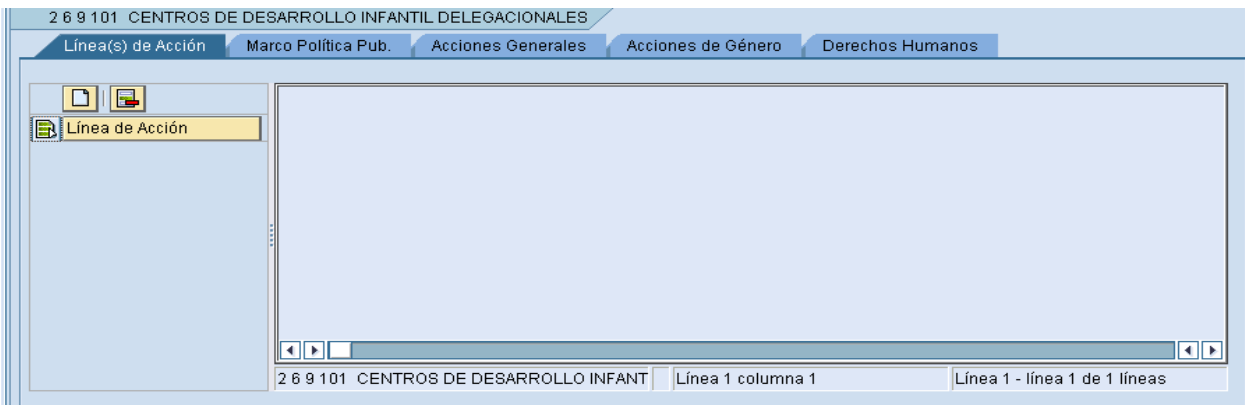 2 6 9 101 CENTROS DE DESARROLLO INFANTIL DELEGACIONALES
Línea(s) de Acción Marco Política Pub. Acciones Generales Acciones de Género Derechos Humanos
Línea de Acción
2 6 9 101 CENTROS DE DESARROLLO INFANT Línea 1 columna 1 Línea 1 - línea 1 de 1 líneas